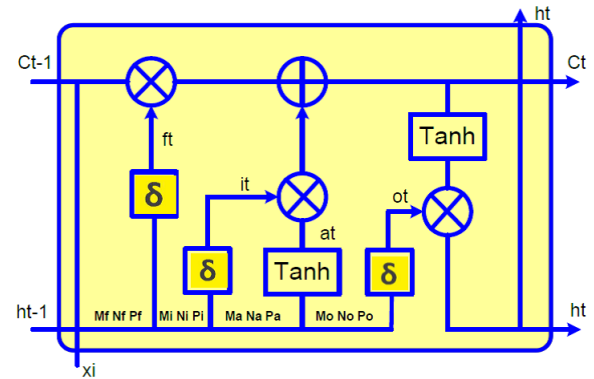 ht
Ct-1
Ct
ft
Tanh
δ
it
ot
at
δ
Tanh
δ
ht-1
Mf Nf Pf
Mi Ni Pi
Ma Na Pa
Mo No Po
ht
xi